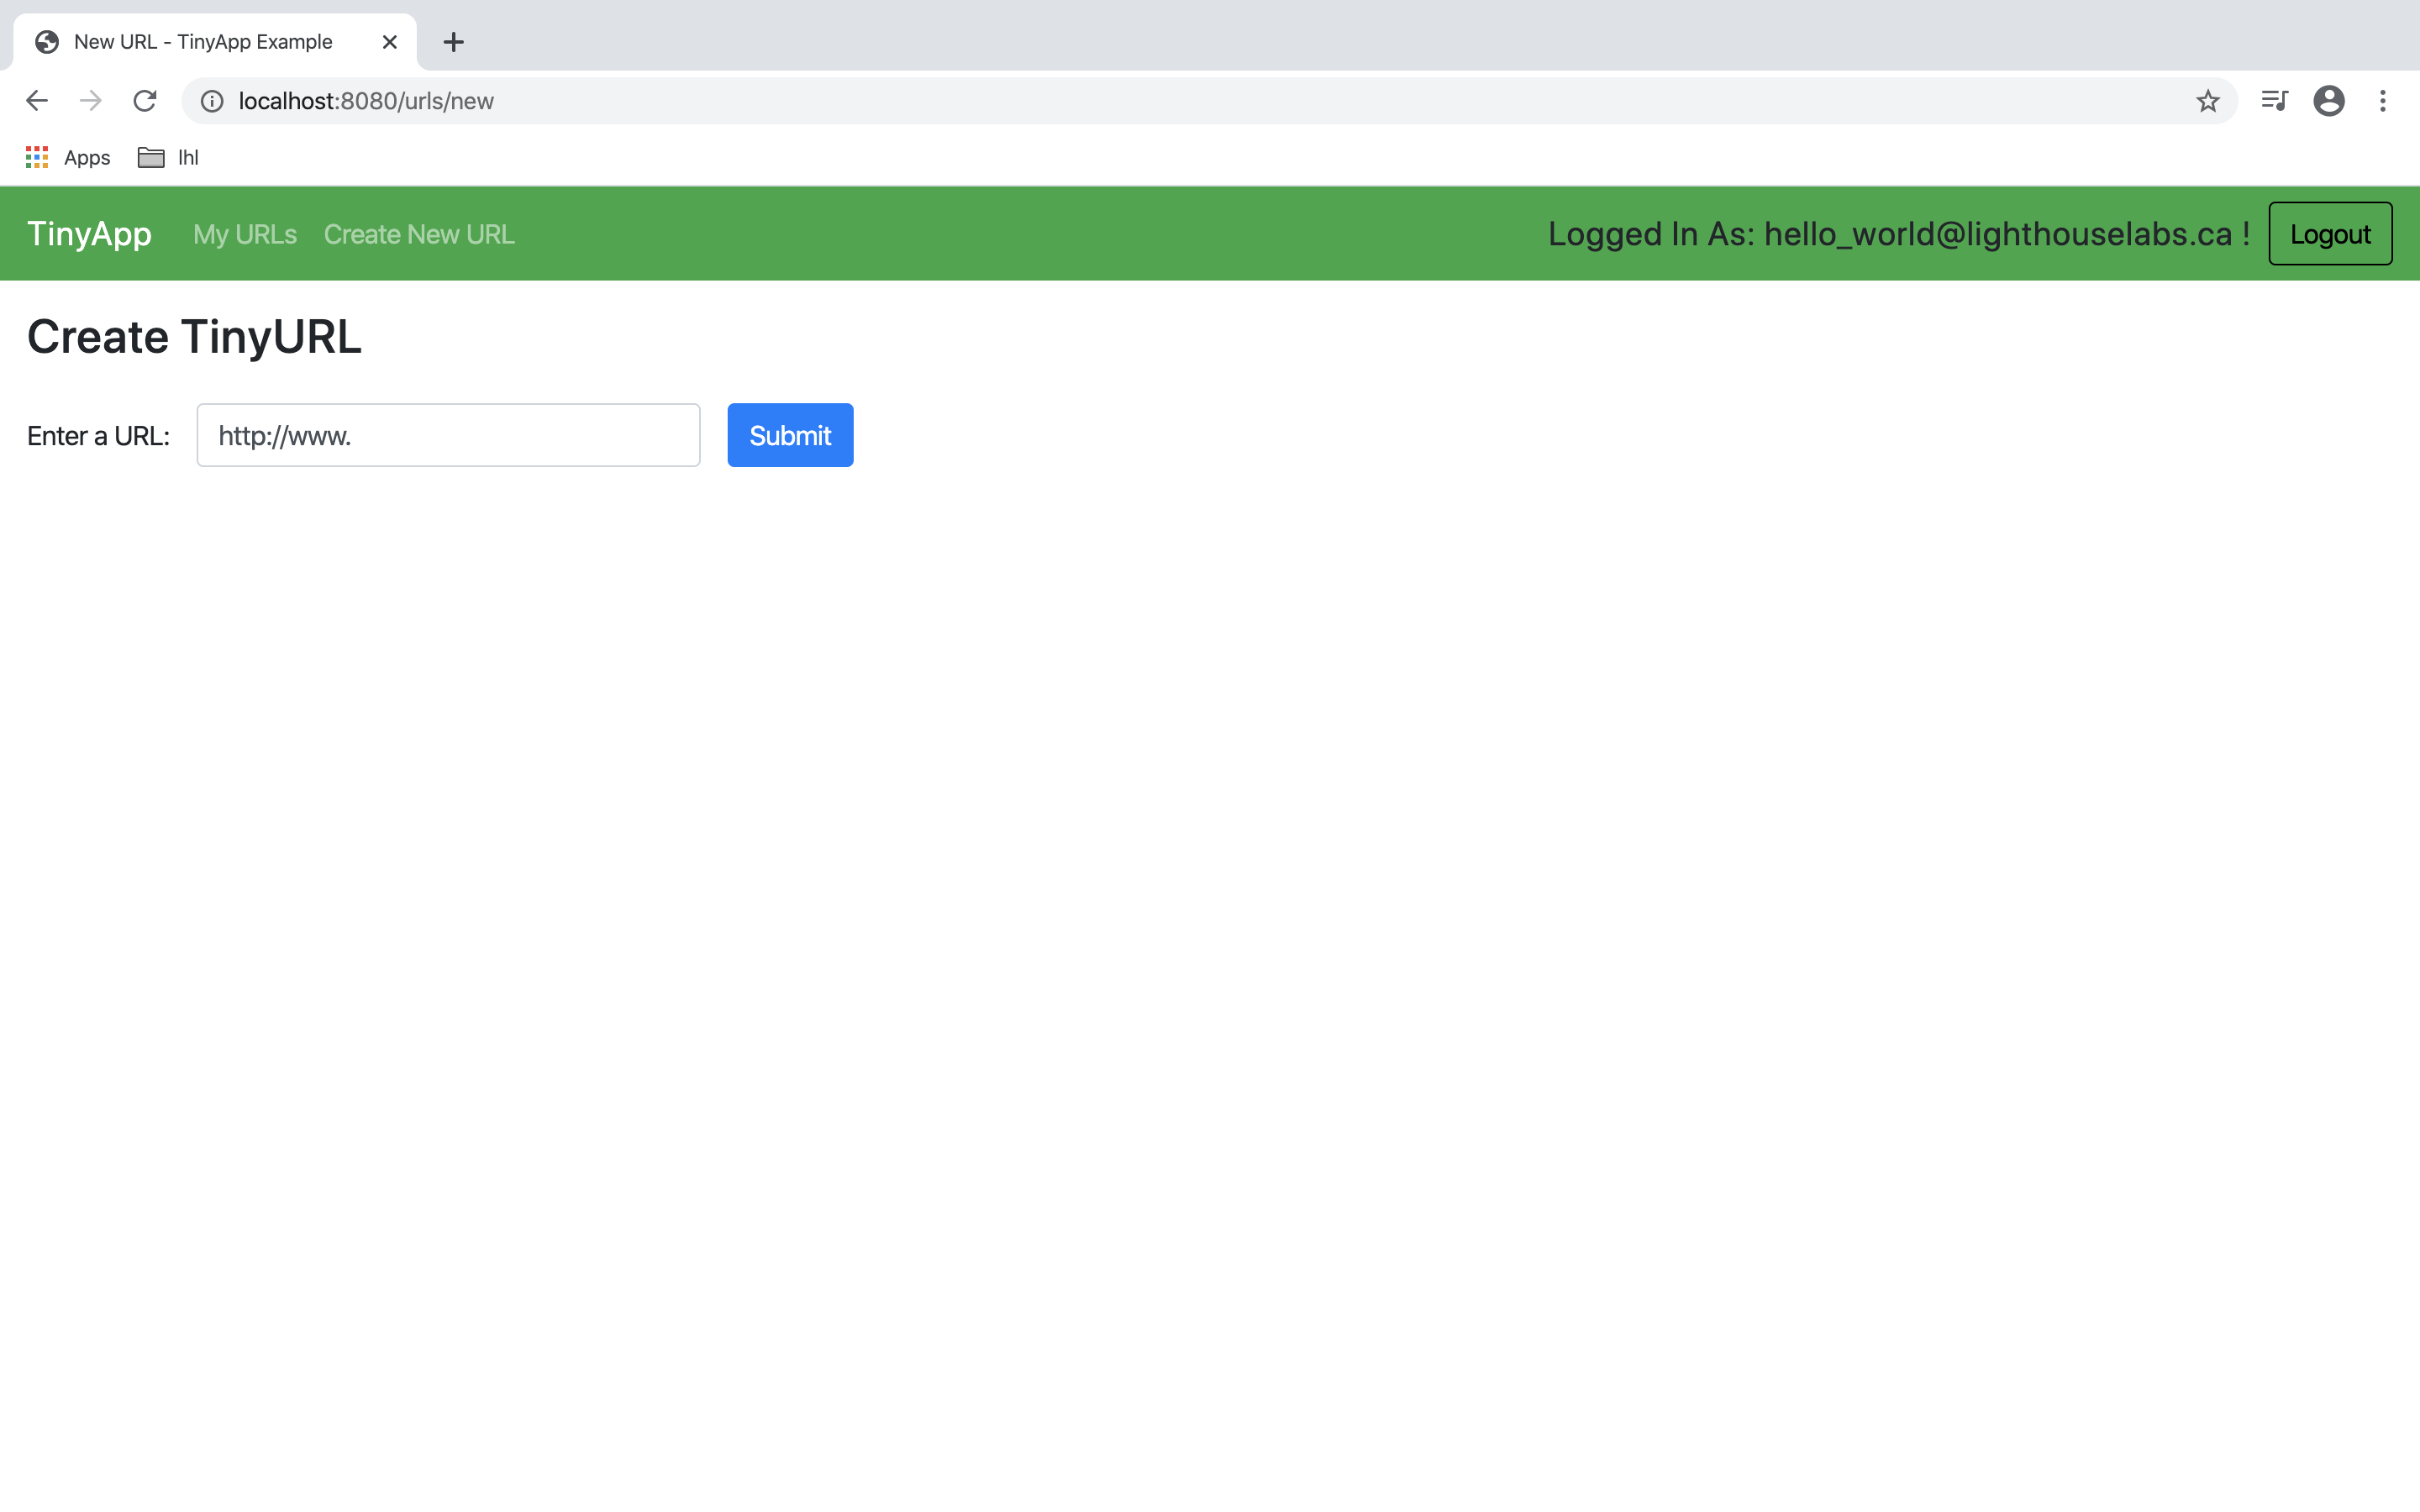 New URL - TinyApp Example
localhost:8080/urls/new
Apps lhl
TinyApp My URLs Create New URL Logged In As: hello_world@lighthouselabs.ca ! Logout
Create TinyURL
Enter a URL: http://www. Submit